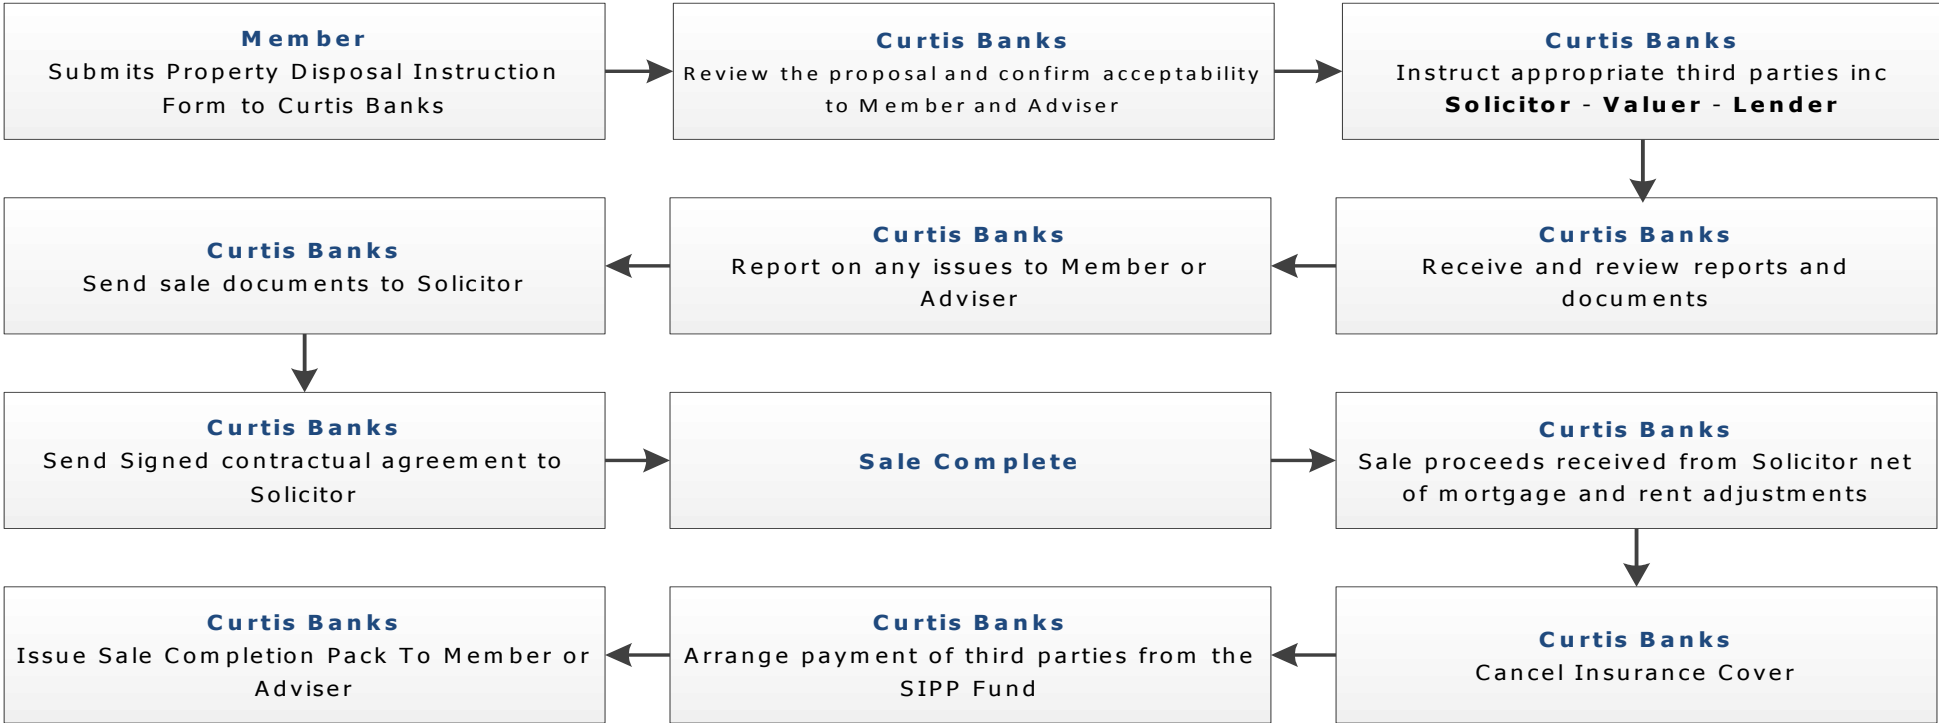 Member
Submits Property Disposal Instruction
Form to Curtis Banks
Curtis Banks
Review the proposal and confirm acceptability
to Member and Adviser
Curtis Banks
Instruct appropriate third parties inc
Solicitor - Valuer - Lender
Curtis Banks
Receive and review reports and
documents
Curtis Banks
Report on any issues to Member or
Adviser
Curtis Banks
Send sale documents to Solicitor
Curtis Banks
Send Signed contractual agreement to
Solicitor
Sale Complete
Curtis Banks
Sale proceeds received from Solicitor net
of mortgage and rent adjustments
Curtis Banks
Cancel Insurance Cover
Curtis Banks
Arrange payment of third parties from the
SIPP Fund
Curtis Banks
Issue Sale Completion Pack To Member or
Adviser